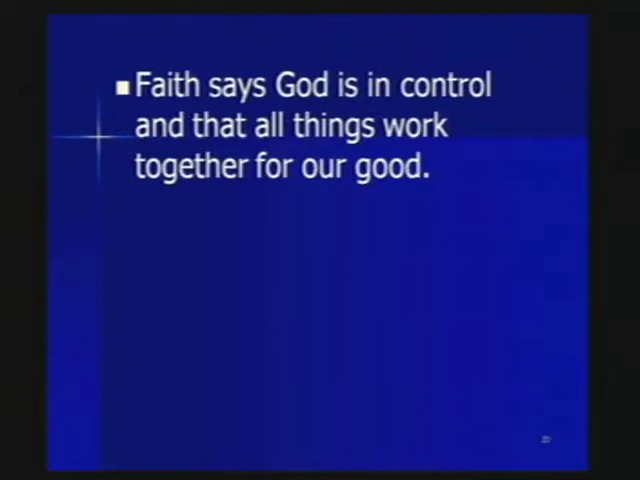 Faith says God is in control
and that all things work
together for our good.